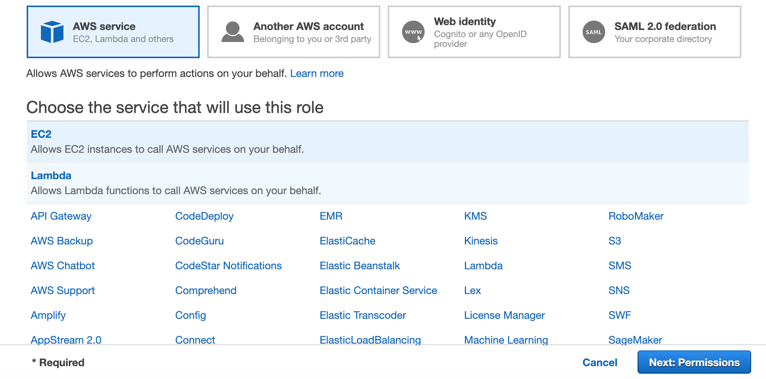 AWS service
EC2, Lambda and others
Another AWS account
Belonging to you or 3rd party
WWW
Web identity
Cognito or any OpenID
provider
SAML
SAML 2.0 federation
Your corporate directory
Allows AWS services to perform actions on your behalf. Learn more
Choose the service that will use this role
EC2
Allows EC2 instances to call AWS services on your behalf.
Lambda
Allows Lambda functions to call AWS services on your behalf.
API Gateway CodeDeploy EMR KMS RoboMaker
AWS Backup CodeGuru ElastiCache Kinesis S3
AWS Chatbot CodeStar Notifications Elastic Beanstalk Lambda SMS
AWS Support Comprehend Elastic Container Service Lex SNS
Amplify Config Elastic Transcoder License Manager SWF
AppStream 2.0 Connect ElasticLoadBalancing Machine Learning SageMaker
* Required Cancel Next: Permissions